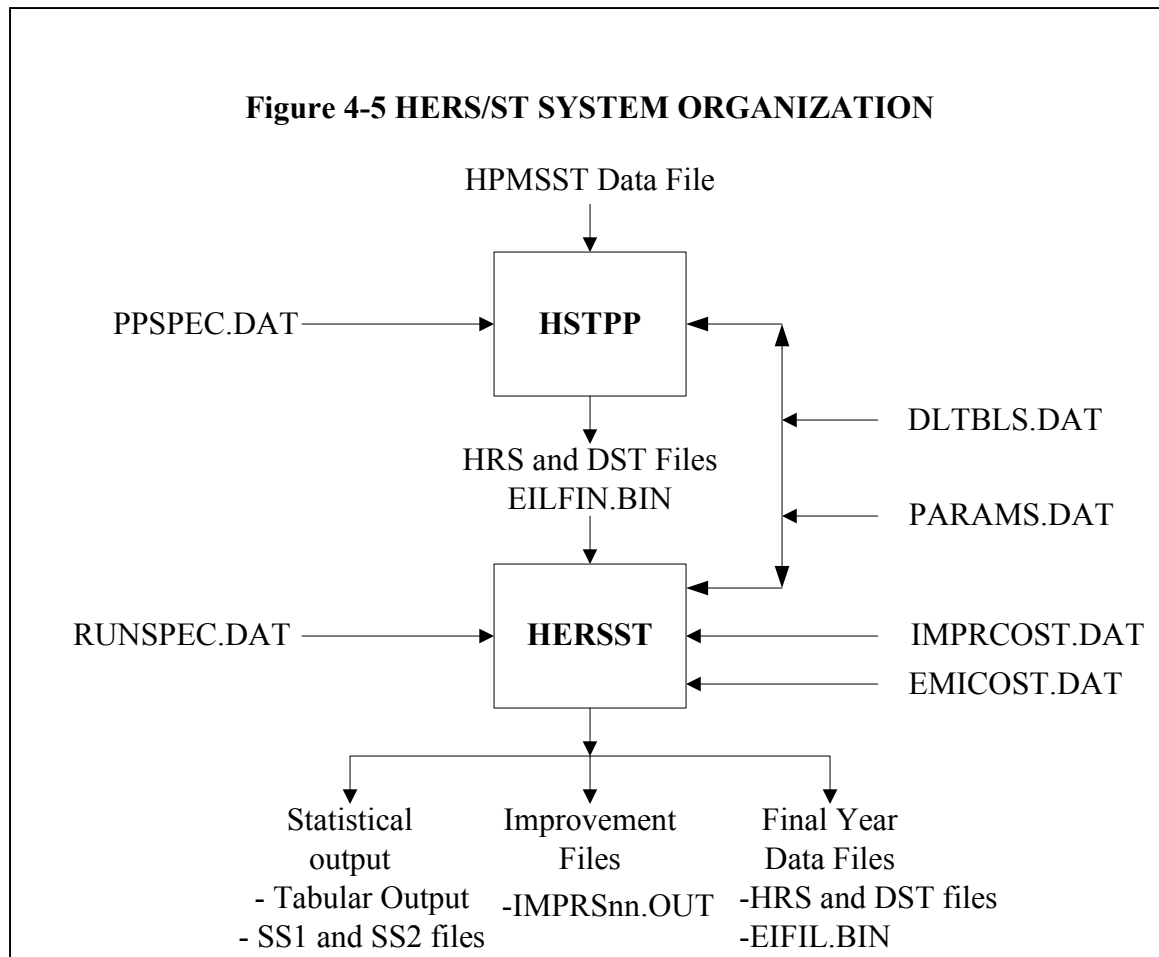 Figure 4-5 HERS/ST SYSTEM ORGANIZATION
HPMSST Data File
PPSPEC.DAT
HSTPP
DLTBLS.DAT
HRS and DST Files
EILFIN.BIN
PARAMS.DAT
RUNSPEC.DAT
HERSST
IMPRCOST.DAT
EMICOST.DAT
Statistical
output
- Tabular Output
- SS1 and SS2 files
Improvement
Files
-IMPRSnn.OUT
Final Year
Data Files
-HRS and DST files
-EIFIL.BIN